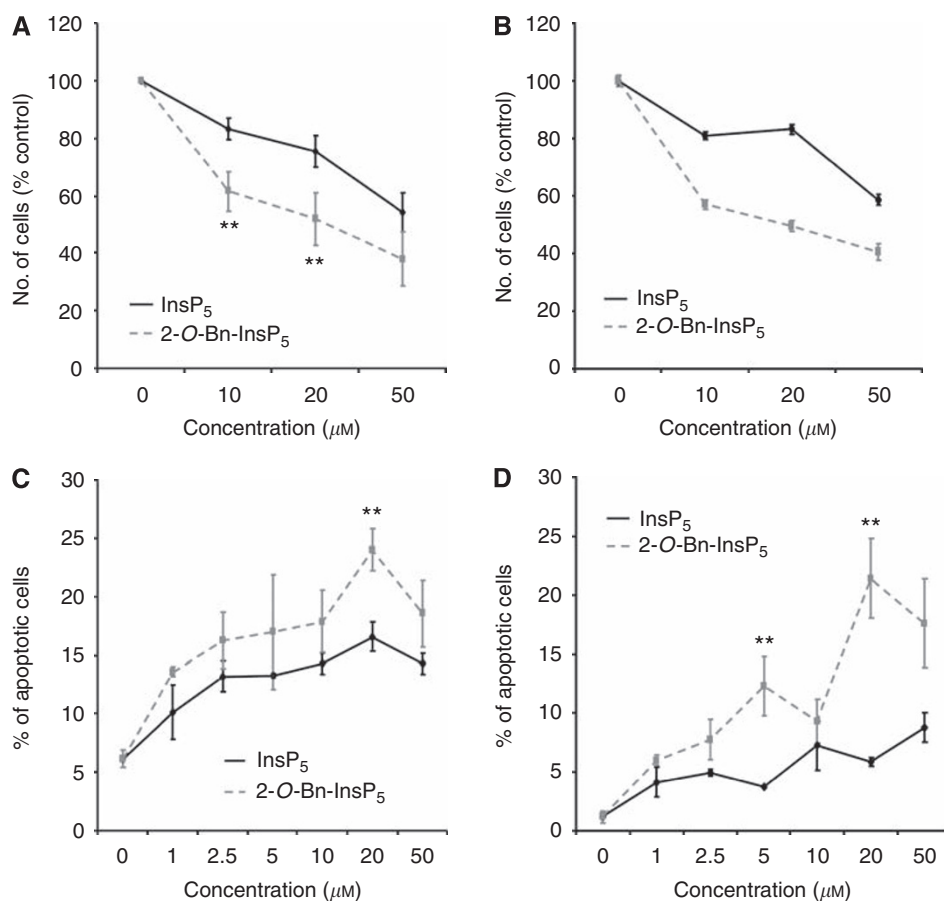 A
120
100
80
60
40
20
0
No. of cells (% control)
**
**
InsP5
2-O-Bn-InsP5
0 10 20 50
Concentration (μM)
B
120
100
80
60
40
20
0
No. of cells (% control)
InsP5
2-O-Bn-InsP5
0 10 20 50
Concentration (μM)
C
30
25
20
15
10
5
0
% of apoptotic cells
**
InsP5
2-O-Bn-InsP5
0 1 2.5 5 10 20 50
Concentration (μM)
D
30
25
20
15
10
5
0
% of apoptotic cells
InsP5
2-O-Bn-InsP5
**
**
0 1 2.5 5 10 20 50
Concentration (μM)